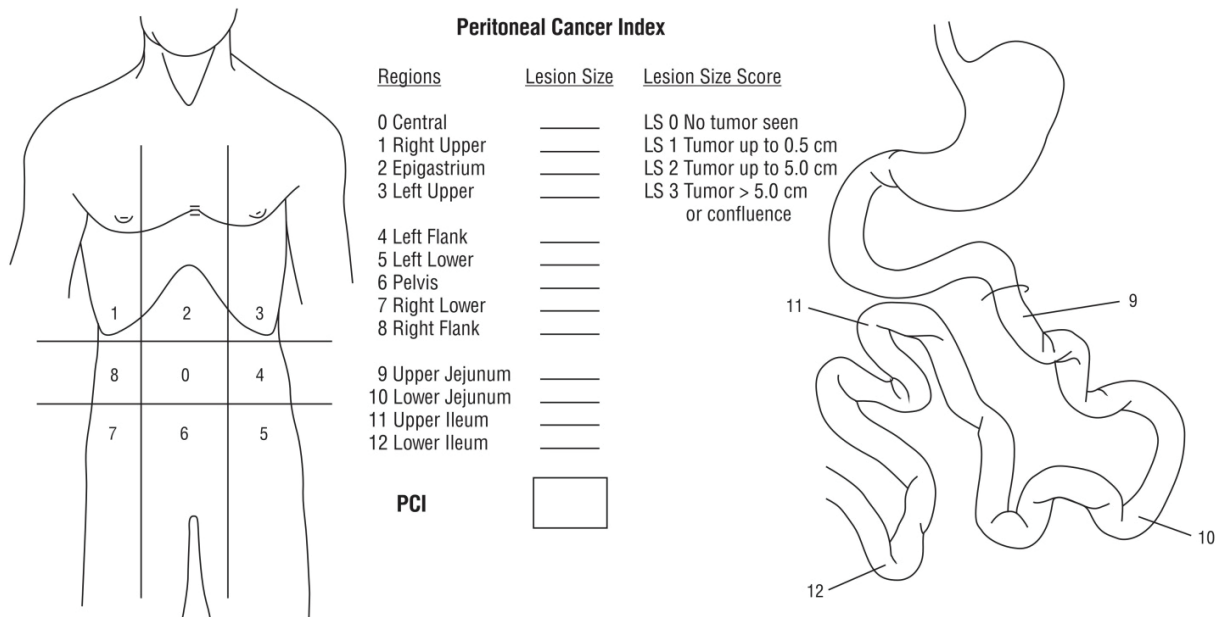 Peritoneal Cancer Index
Regions Lesion Size Lesion Size Score
0 Central LS 0 No tumor seen
1 Right Upper LS 1 Tumor up to 0.5 cm
2 Epigastrium LS 2 Tumor up to 5.0 cm
3 Left Upper LS 3 Tumor > 5.0 cm
or confluence
4 Left Flank
5 Left Lower
6 Pelvis
7 Right Lower
8 Right Flank
9 Upper Jejunum
10 Lower Jejunum
11 Upper Ileum
12 Lower Ileum
PCI
1 2 3
8 0 4
7 6 5
11
9
10
12